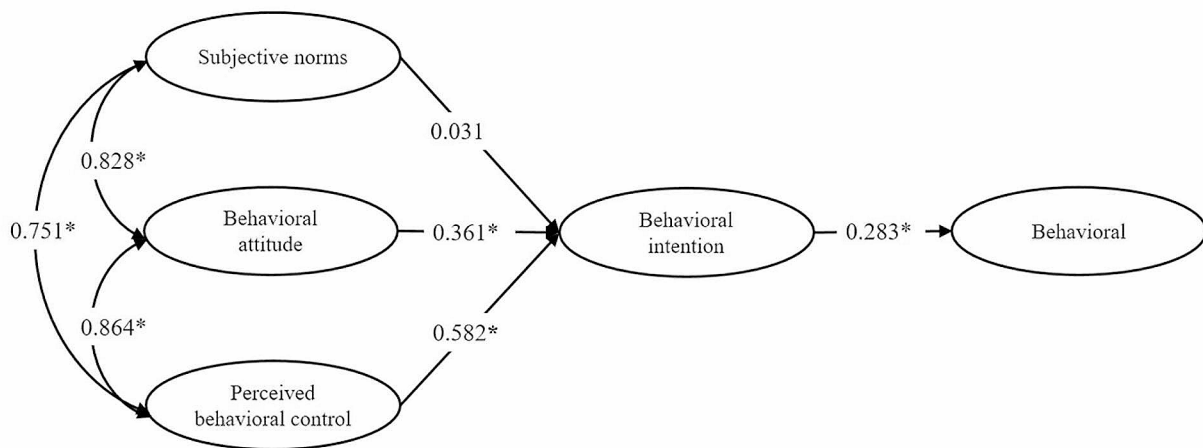 Subjective norms
0.031
0.828*
0.751*
Behavioral
attitude
0.361*
Behavioral
intention
0.283*
Behavioral
0.864*
0.582*
Perceived
behavioral control